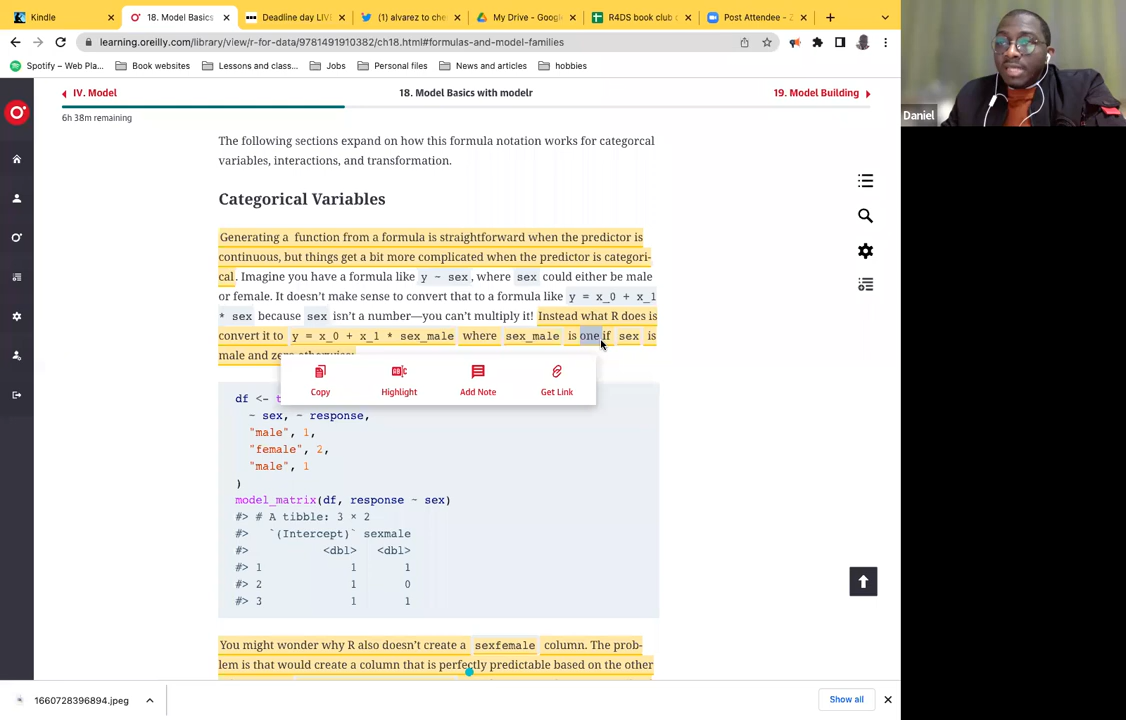 Kindle
18. Model Basics
Deadline day LIV
alvarez to che
My Drive - Google
R4DS book club
Post Attendee - Z
learning.oreilly.com/library/view/r-for-data/9781491910382/ch18.html#formulas-and-model-families
Spotify – Web Pla...
Book websites
Lessons and class...
Jobs
Personal files
News and articles
hobbies
IV. Model
18. Model Basics with modelr
19. Model Building
6h 38m remaining
Daniel
The following sections expand on how this formula notation works for categorcal
variables, interactions, and transformation.
Categorical Variables
Generating a function from a formula is straightforward when the predictor is
continuous, but things get a bit more complicated when the predictor is categori-
cal. Imagine you have a formula like y ~ sex, where sex could either be male
or female. It doesn't make sense to convert that to a formula like y = x_0 + x_1
* sex because sex isn't a number—you can't multiply it! Instead what R does is
convert it to y = x_0 + x_1 * sex_male where sex_male is one if sex is
male and zero otherwise:
Copy
Highlight
Add Note
Get Link
df <- t
~ sex, ~ response,
"male", 1,
"female", 2,
"male", 1
)
model_matrix(df, response ~ sex)
#> # A tibble: 3 × 2
#> `(Intercept)` sexmale
#> <dbl> <dbl>
#> 1 1 1
#> 2 1 0
#> 3 1 1
You might wonder why R also doesn't create a sexfemale column. The prob-
lem is that would create a column that is perfectly predictable based on the other
1660728396894.jpeg
Show all